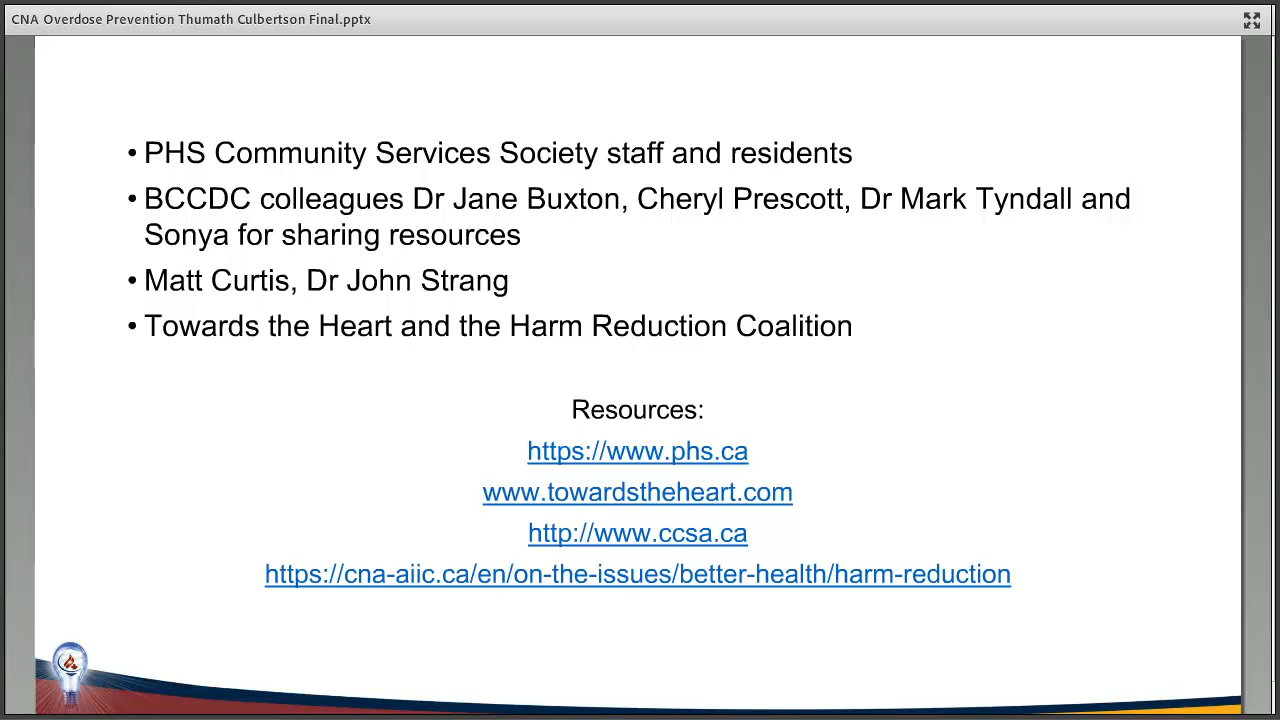 CNA Overdose Prevention Thumath Culbertson Final.pptx
• PHS Community Services Society staff and residents
• BCCDC colleagues Dr Jane Buxton, Cheryl Prescott, Dr Mark Tyndall and
Sonya for sharing resources
• Matt Curtis, Dr John Strang
• Towards the Heart and the Harm Reduction Coalition
Resources:
https://www.phs.ca
www.towardstheheart.com
http://www.ccsa.ca
https://cna-aiic.ca/en/on-the-issues/better-health/harm-reduction